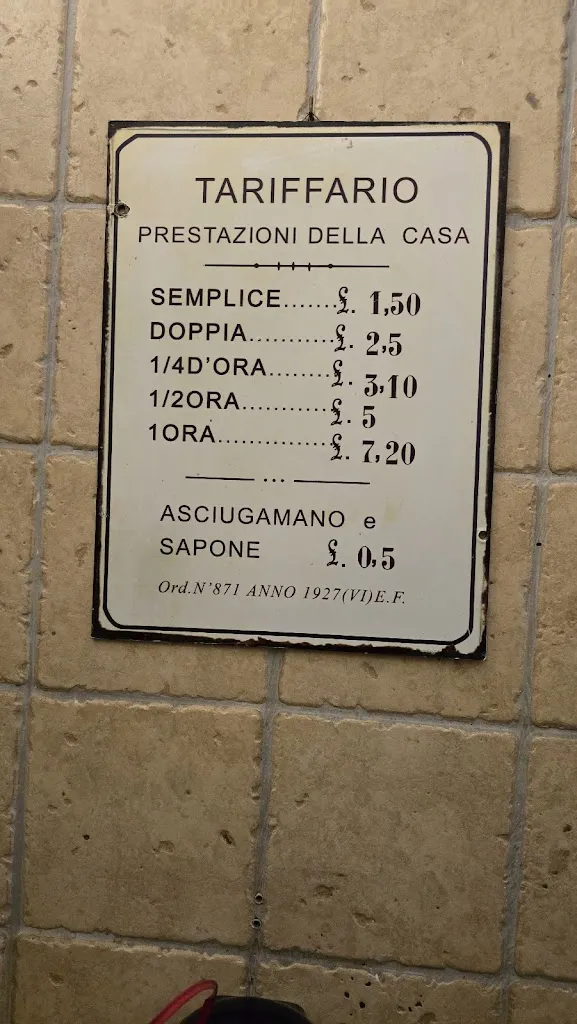 TARIFFARIO
PRESTAZIONI DELLA CASA
SEMPLICE.......£. 1,50
DOPPIA...........£. 2,5
1/4D'ORA........£. 3,10
1/2ORA............£. 5
1ORA...............£. 7,20
...
ASCIUGAMANO e
SAPONE £. 0,5
Ord.N°871 ANNO 1927(VI)E.F.